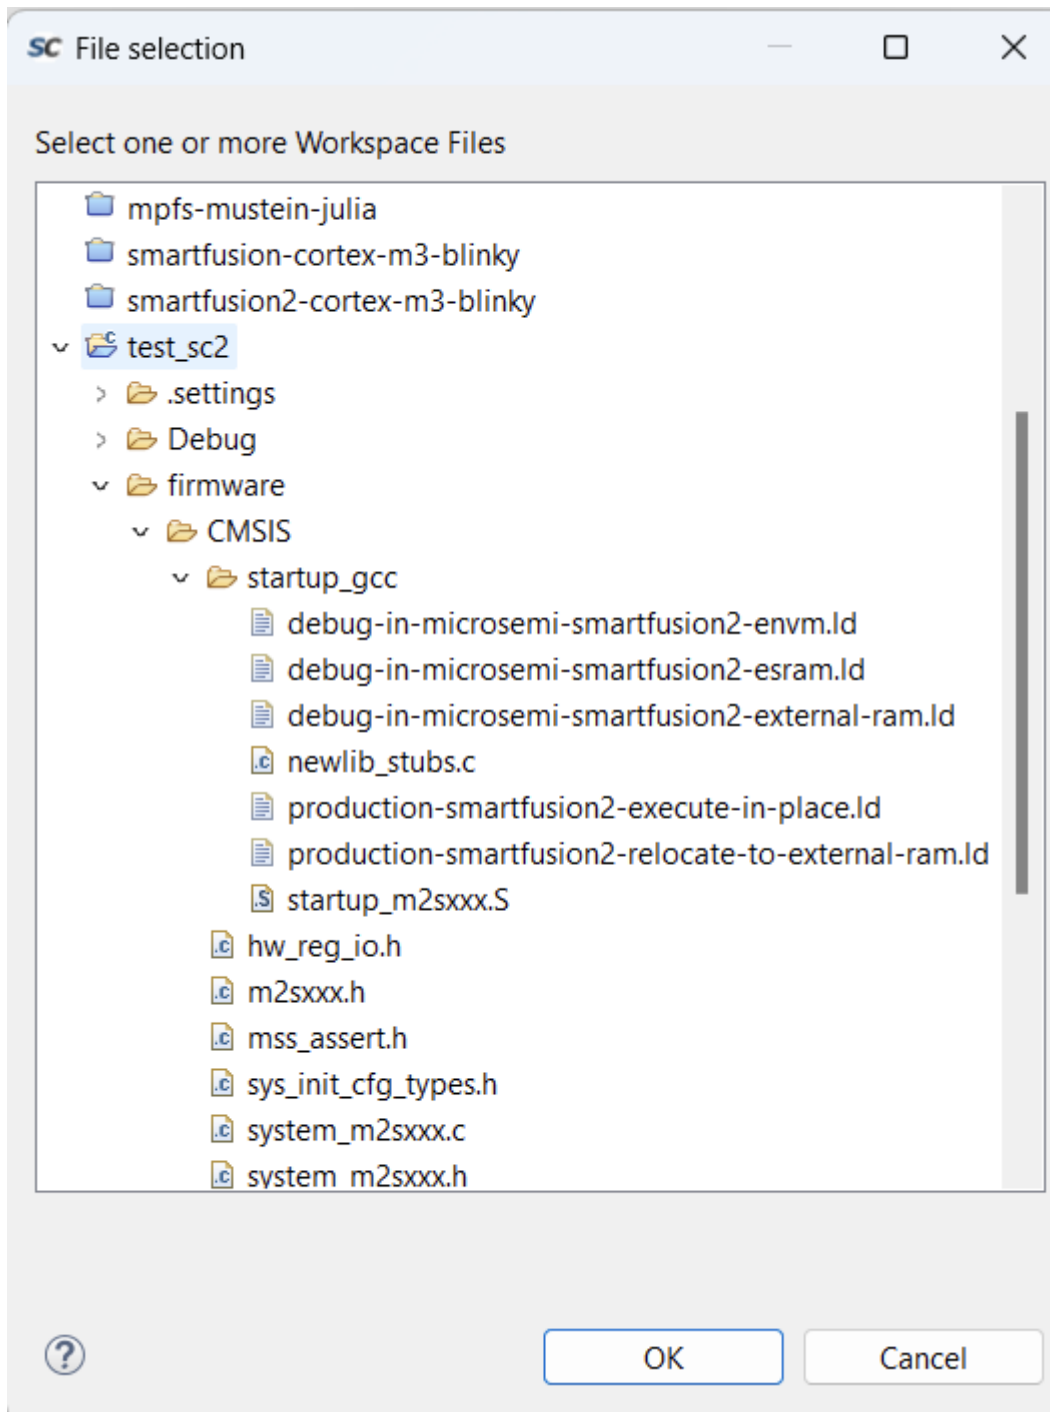 SC File selection
Select one or more Workspace Files
mpfs-mustein-julia
smartfusion-cortex-m3-blinky
smartfusion2-cortex-m3-blinky
test_sc2
.settings
Debug
firmware
CMSIS
startup_gcc
debug-in-microsemi-smartfusion2-envm.ld
debug-in-microsemi-smartfusion2-esram.ld
debug-in-microsemi-smartfusion2-external-ram.ld
.c newlib_stubs.c
production-smartfusion2-execute-in-place.ld
production-smartfusion2-relocate-to-external-ram.ld
.S startup_m2sxxx.S
.c hw_reg_io.h
.c m2sxxx.h
.c mss_assert.h
.c sys_init_cfg_types.h
.c system_m2sxxx.c
.c system_m2sxxx.h
? OK Cancel